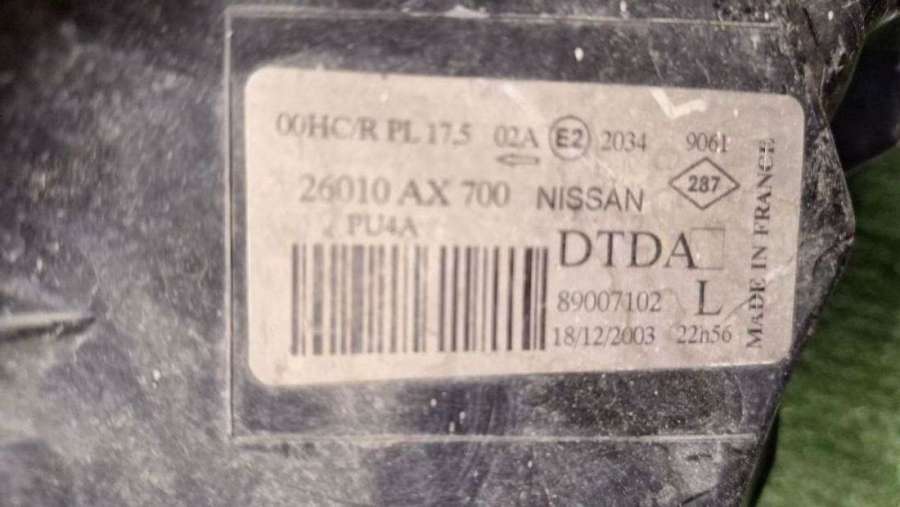 00HC/R PL 17,5 02A E2 2034 9061
26010 AX 700 NISSAN 287
PU4A
DTDA
89007102 L
18/12/2003 22h56
MADE IN FRANCE